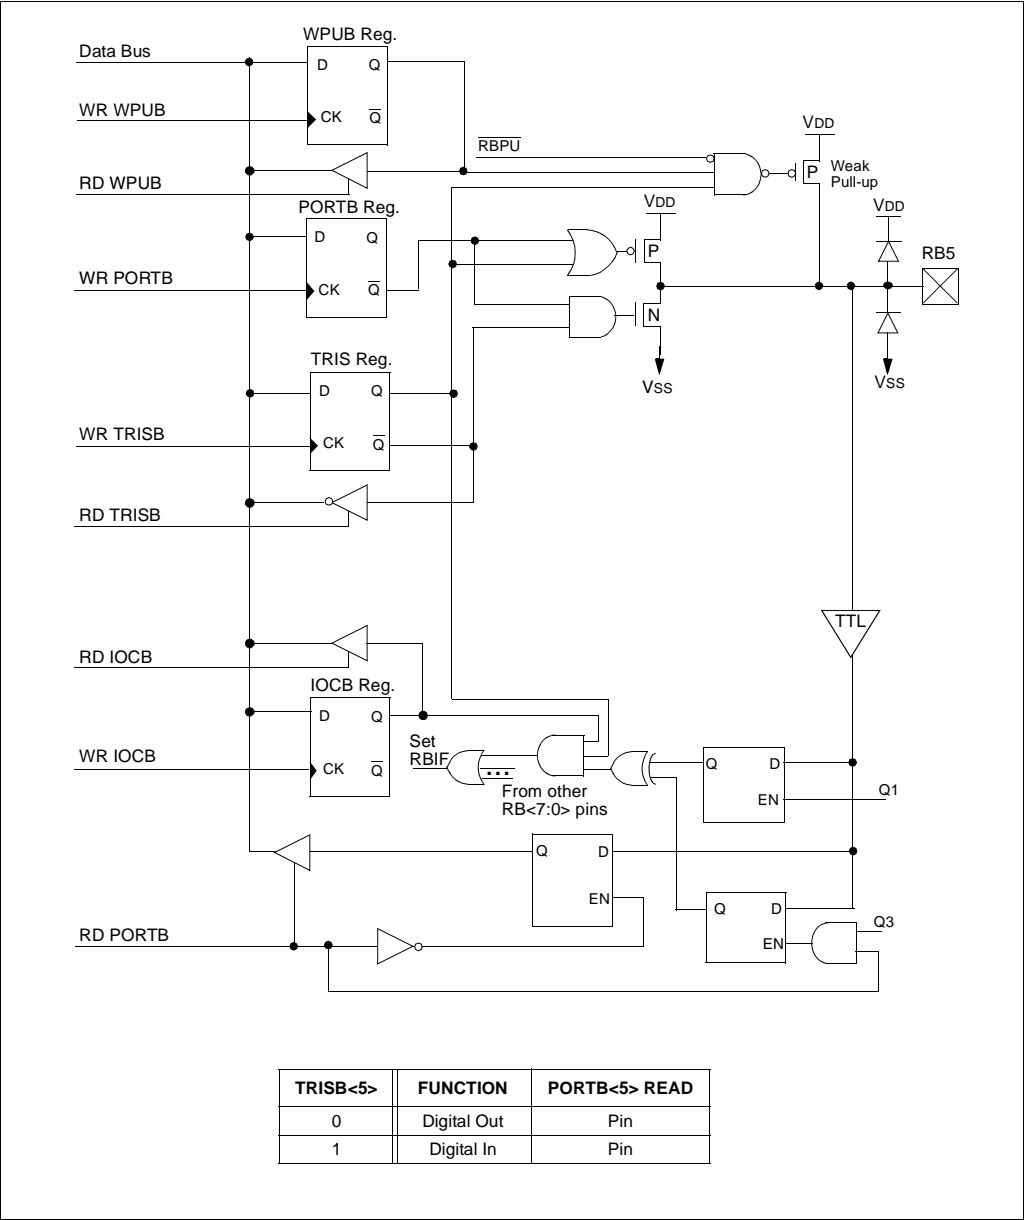 WPUB Reg.
Data Bus
D Q
WR WPUB
CK Q̅
RBPU
VDD
P
Weak
Pull-up
RD WPUB
PORTB Reg.
VDD
VDD
D Q
P
RB5
WR PORTB
CK Q̅
N
TRIS Reg.
VSS
VSS
D Q
WR TRISB
CK Q̅
RD TRISB
TTL
RD IOCB
IOCB Reg.
D Q
Set
RBIF
WR IOCB
CK Q̅
...
From other
RB<7:0> pins
Q D
EN
Q1
Q D
EN
Q D
EN
Q3
RD PORTB
TRISB<5> FUNCTION PORTB<5> READ
0 Digital Out Pin
1 Digital In Pin